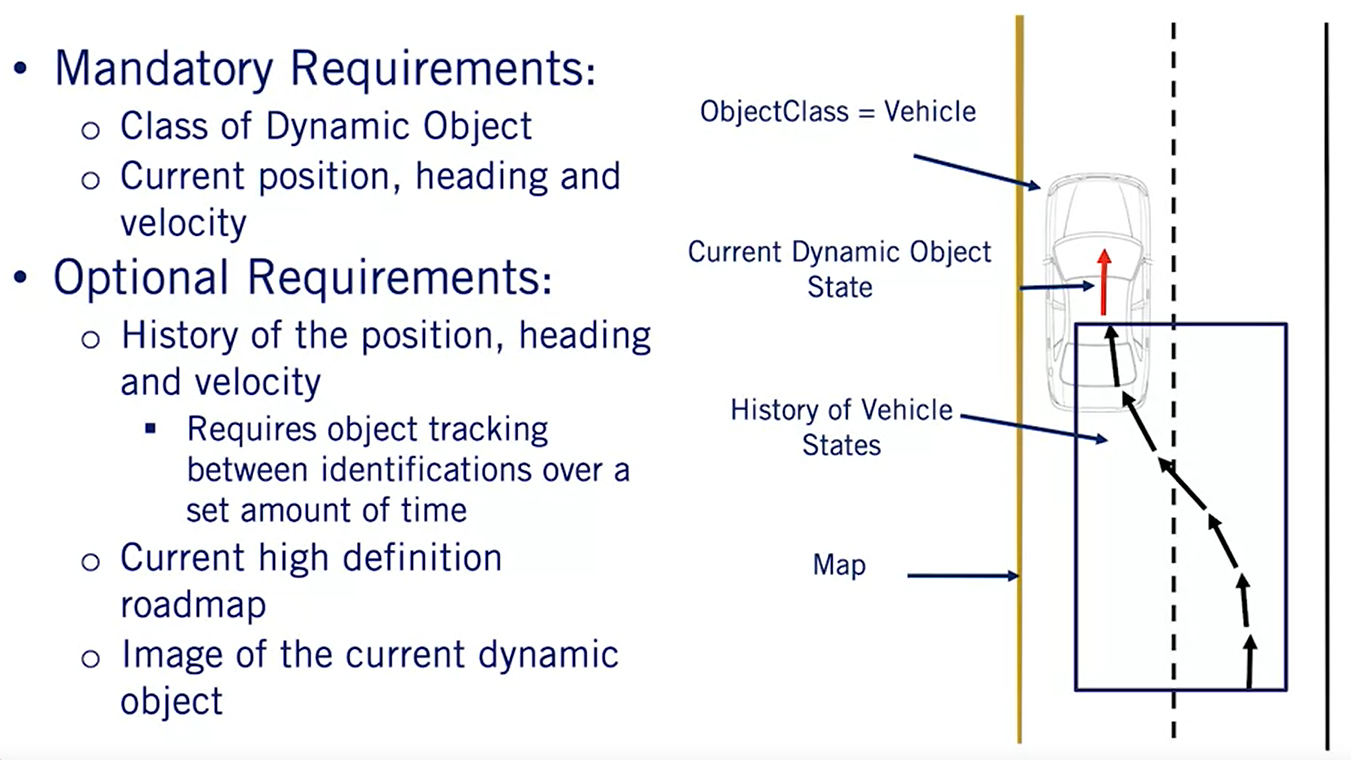 • Mandatory Requirements:
o Class of Dynamic Object
o Current position, heading and
velocity
• Optional Requirements:
o History of the position, heading
and velocity
▪ Requires object tracking
between identifications over a
set amount of time
o Current high definition
roadmap
o Image of the current dynamic
object
ObjectClass = Vehicle
Current Dynamic Object
State
History of Vehicle
States
Map